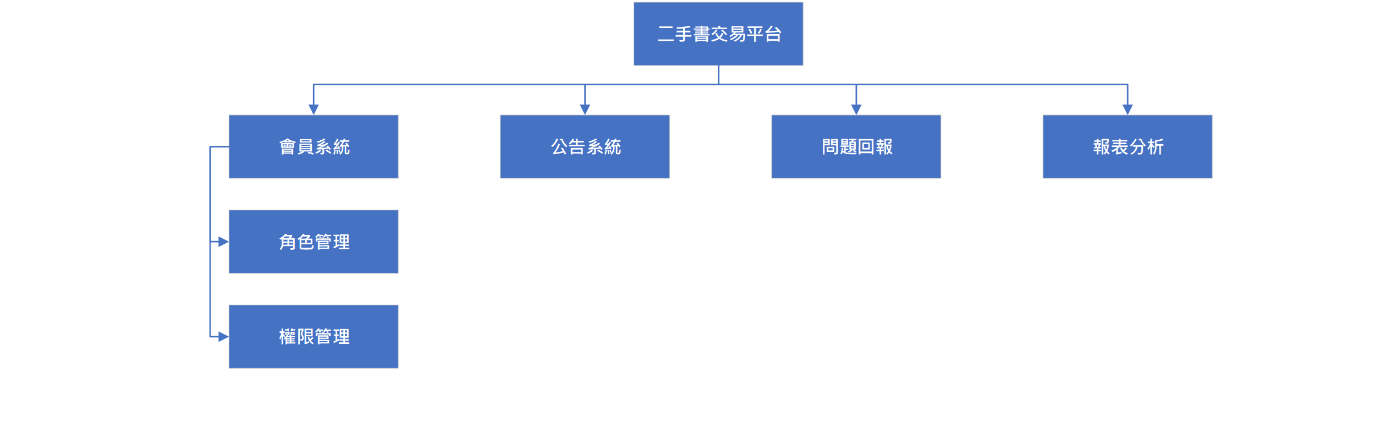 二手書交易平台
會員系統
公告系統
問題回報
報表分析
角色管理
權限管理